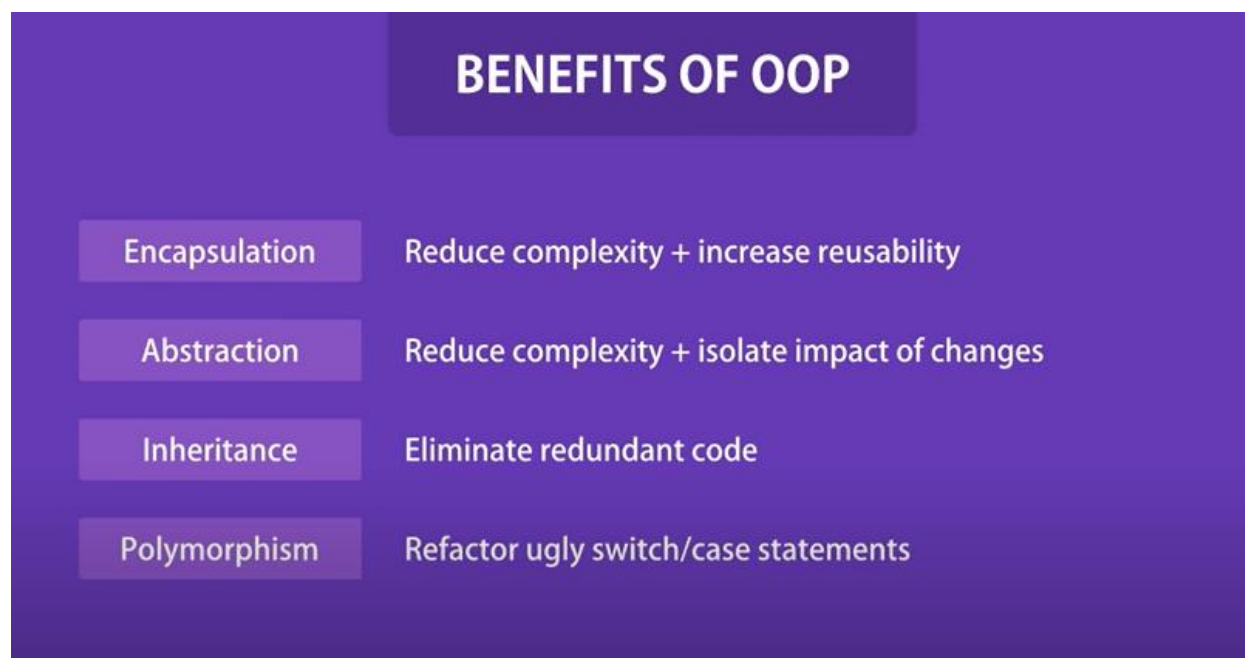 BENEFITS OF OOP
Encapsulation Reduce complexity + increase reusability
Abstraction Reduce complexity + isolate impact of changes
Inheritance Eliminate redundant code
Polymorphism Refactor ugly switch/case statements